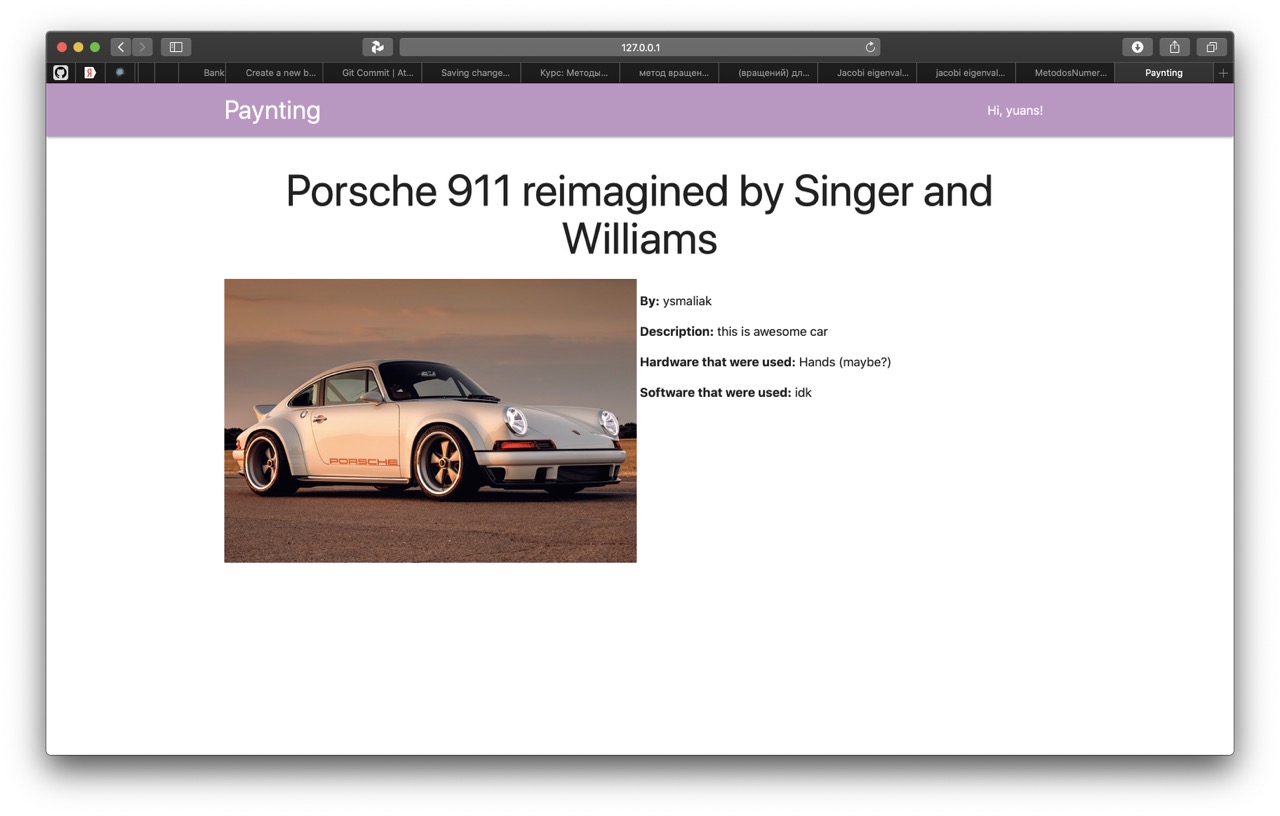 127.0.0.1
Bank
Create a new b...
Git Commit | At...
Saving change...
Курс: Методы...
метод вращен...
(вращений) дл...
Jacobi eigenval...
jacobi eigenval...
MetodosNumer...
Paynting
Paynting
Hi, yuans!
Porsche 911 reimagined by Singer and
Williams
By: ysmaliak
Description: this is awesome car
Hardware that were used: Hands (maybe?)
Software that were used: idk
PORSCHE